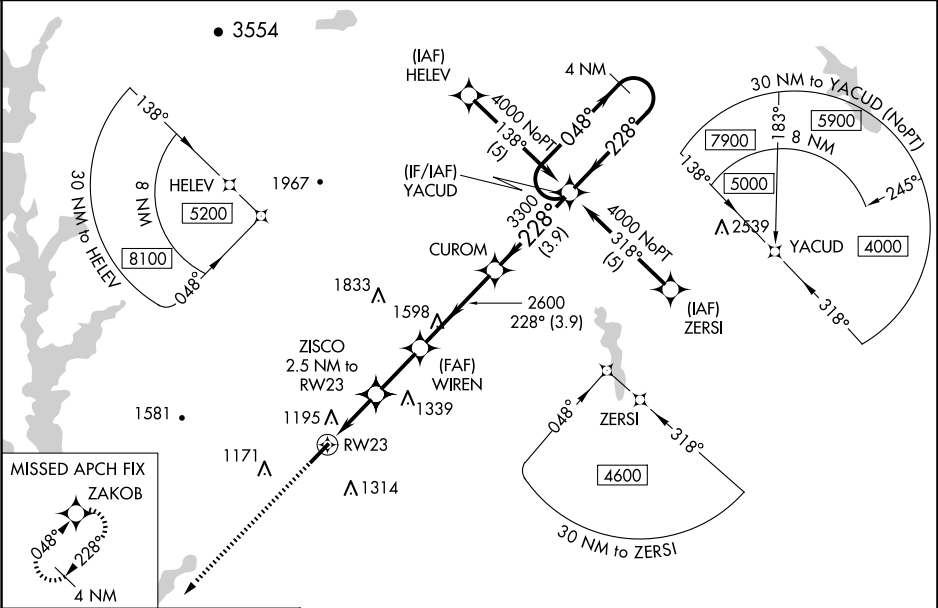 3554
(IAF)
HELEV
4 NM
4000 NoPT
138°
(5)
048°
228°
30 NM to YACUD (NoPT)
7900
183°
5900
8 NM
138°
5000
245°
2539
YACUD
4000
318°
138°
HELEV
8 NM
5200
30 NM to HELEV
8100
048°
1967
(IF/IAF)
YACUD
3300
228°
(3.9)
4000 NoPT
318°
(5)
CUROM
(IAF)
ZERSI
1833
1598
2600
228° (3.9)
ZISCO
2.5 NM to
RW23
(FAF)
WIREN
1339
1581
1195
RW23
1171
1314
048°
ZERSI
318°
4600
30 NM to ZERSI
MISSED APCH FIX
ZAKOB
048°
228°
4 NM